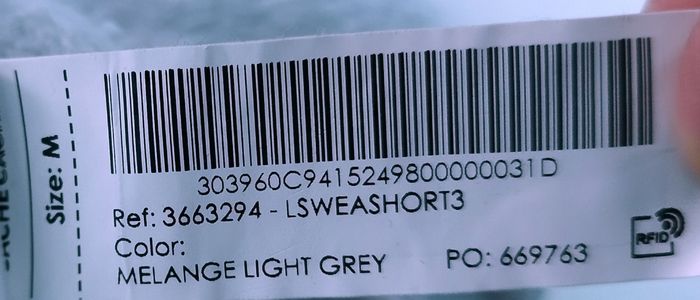 Size: M
303960C9415249800000031D
Ref: 3663294 - LSWEASHORT3
Color:
MELANGE LIGHT GREY
PO: 669763
RFID